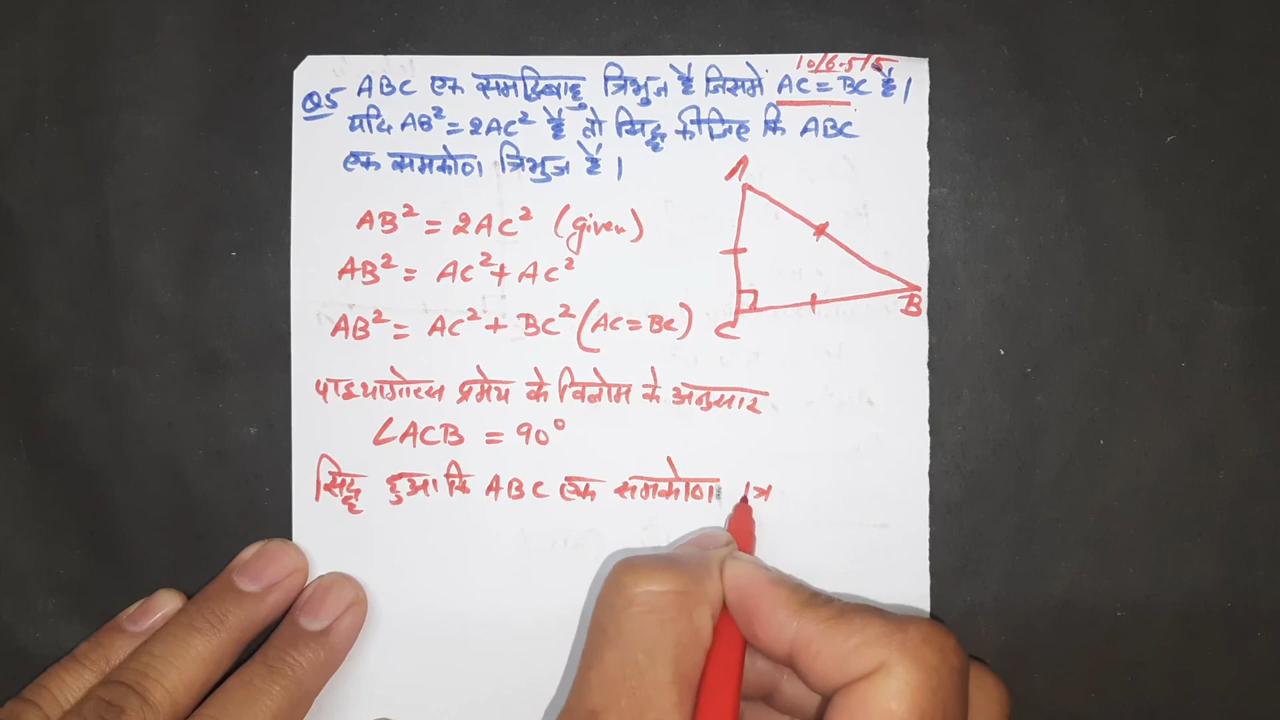 10/6.5/5
Q5 ABC एक समद्विबाहु त्रिभुज है जिसमें AC = BC है।
यदि AB² = 2AC² है तो सिद्ध कीजिए कि ABC
एक समकोण त्रिभुज है।
AB² = 2AC² (given)
AB² = AC² + AC²
AB² = AC² + BC² (AC = BC)
पाइथागोरस प्रमेय के विलोम के अनुसार
∠ACB = 90°
सिद्ध हुआ कि ABC एक समकोण त्रि
A
B
C